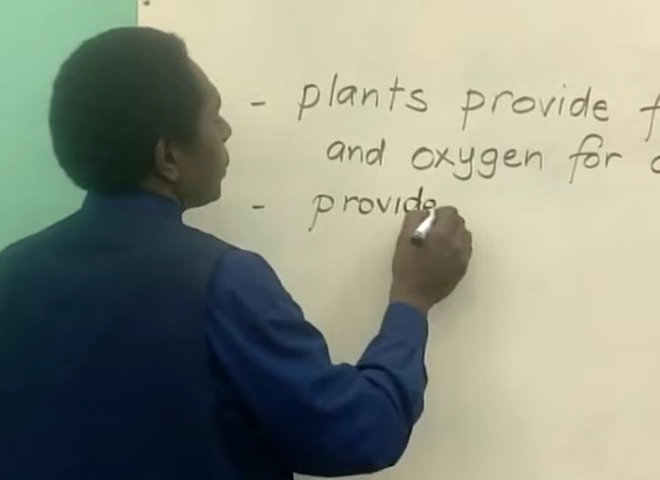 - plants provide
and oxygen for
- provide